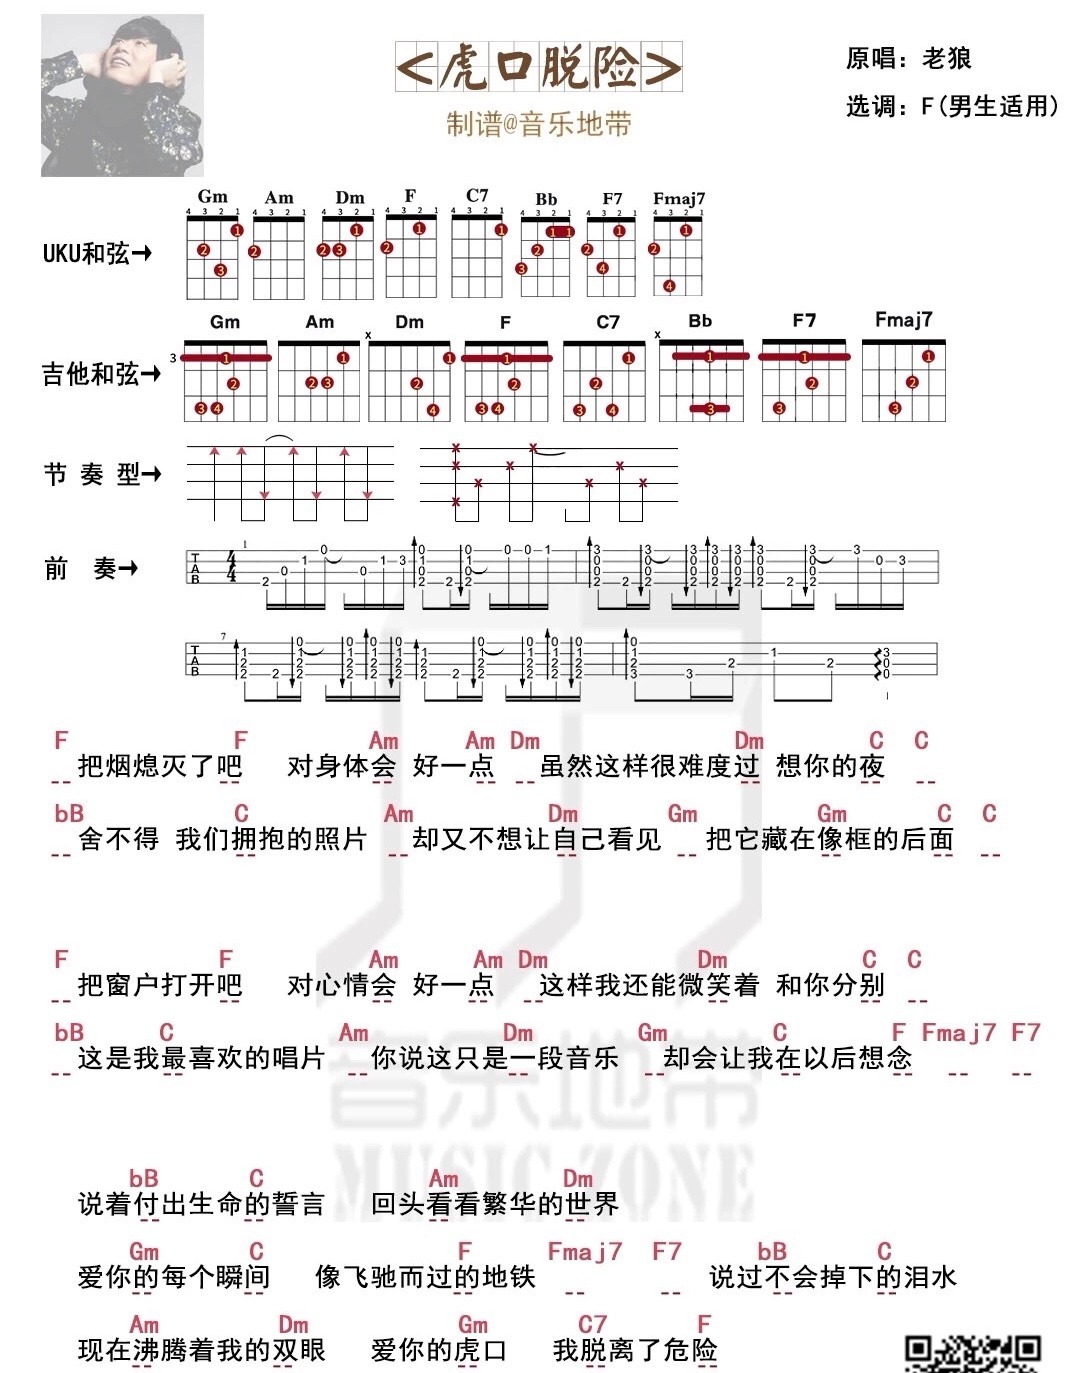 <虎口脱险>
制谱@音乐地带
原唱：老狼
选调：F(男生适用)
Gm Am Dm F C7 Bb F7 Fmaj7
UKU和弦→
Gm Am Dm F C7 Bb F7 Fmaj7
吉他和弦→
节 奏 型→
前 奏→
F F Am Am Dm Dm C C
把烟熄灭了吧 对身体会 好一点 虽然这样很难度过 想你的夜
bB C Am Dm Gm Gm C C
舍不得 我们拥抱的照片 却又不想让自己看见 把它藏在像框的后面
F F Am Am Dm Dm C C
把窗户打开吧 对心情会 好一点 这样我还能微笑着 和你分别
bB C Am Dm Gm C F Fmaj7 F7
这是我最喜欢的唱片 你说这只是一段音乐 却会让我在以后想念
音乐地带
MUSIC ZONE
bB C Am Dm
说着付出生命的誓言 回头看看繁华的世界
Gm C F Fmaj7 F7 bB C
爱你的每个瞬间 像飞驰而过的地铁 说过不会掉下的泪水
Am Dm Gm C7 F
现在沸腾着我的双眼 爱你的虎口 我脱离了危险